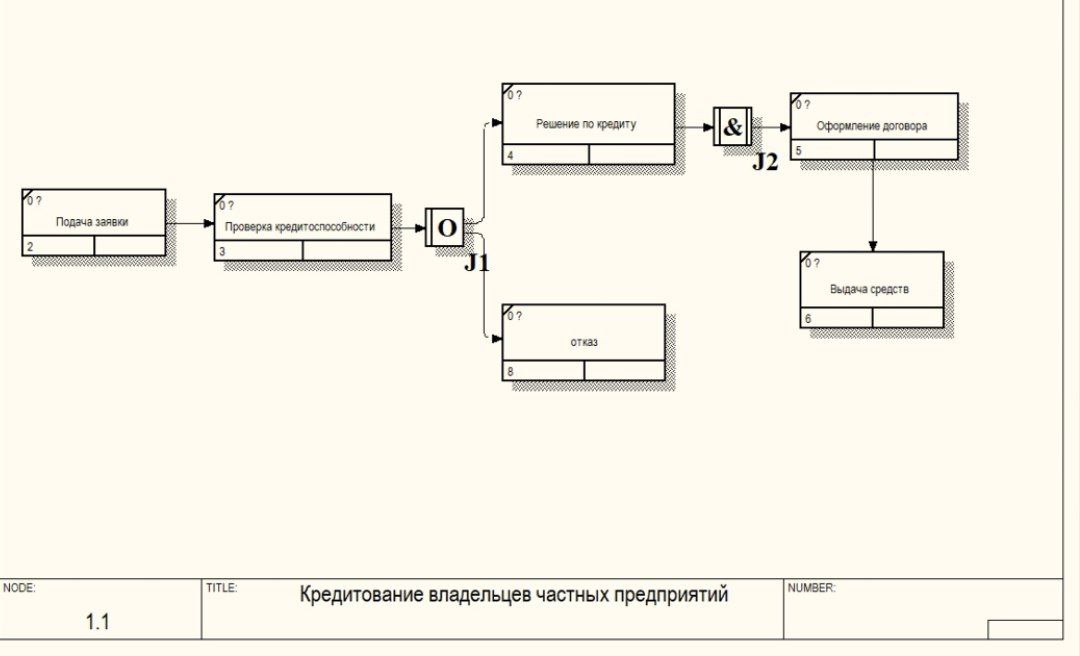 0 ?
Подача заявки
2
0 ?
Проверка кредитоспособности
3
O
J1
0 ?
Решение по кредиту
4
0 ?
отказ
8
&
J2
0 ?
Оформление договора
5
0 ?
Выдача средств
6
NODE:
1.1
TITLE:
Кредитование владельцев частных предприятий
NUMBER: